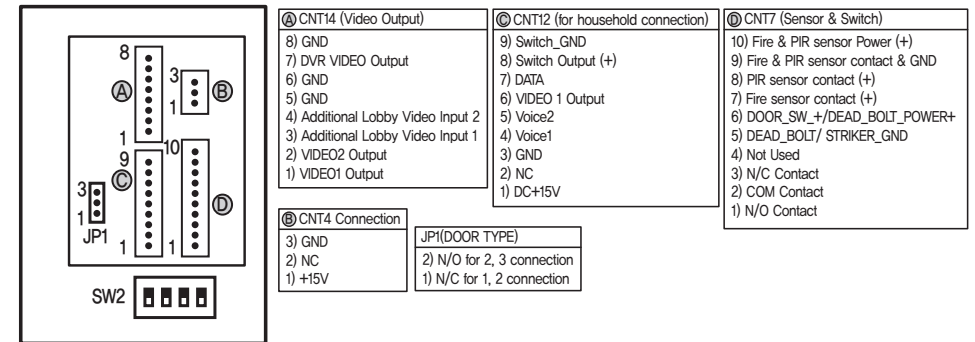 8
A
1
3
1
B
9
C
1
10
D
1
3
1
JP1
SW2
A CNT14 (Video Output)
8) GND
7) DVR VIDEO Output
6) GND
5) GND
4) Additional Lobby Video Input 2
3) Additional Lobby Video Input 1
2) VIDEO2 Output
1) VIDEO1 Output
B CNT4 Connection
3) GND
2) NC
1) +15V
JP1(DOOR TYPE)
2) N/O for 2, 3 connection
1) N/C for 1, 2 connection
C CNT12 (for household connection)
9) Switch_GND
8) Switch Output (+)
7) DATA
6) VIDEO 1 Output
5) Voice2
4) Voice1
3) GND
2) NC
1) DC+15V
D CNT7 (Sensor & Switch)
10) Fire & PIR sensor Power (+)
9) Fire & PIR sensor contact & GND
8) PIR sensor contact (+)
7) Fire sensor contact (+)
6) DOOR_SW_+/DEAD_BOLT_POWER+
5) DEAD_BOLT/ STRIKER_GND
4) Not Used
3) N/C Contact
2) COM Contact
1) N/O Contact